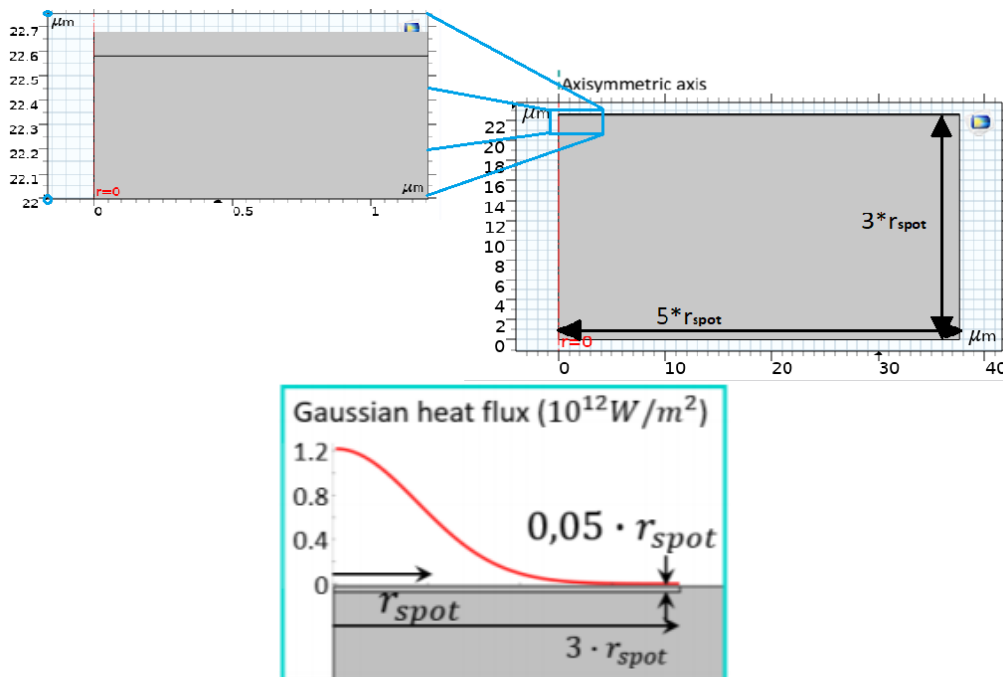 μm
22.7
22.6
22.5
22.4
22.3
22.2
22.1
22
r=0
μm
0
0.5
1
Axisymmetric axis
μm
22
20
18
16
14
12
10
8
6
4
2
0
3*rspot
5*rspot
r=0
μm
0
10
20
30
40
Gaussian heat flux (10¹²W/m²)
1.2
0.8
0.4
0
0,05 · rspot
rspot
3 · rspot